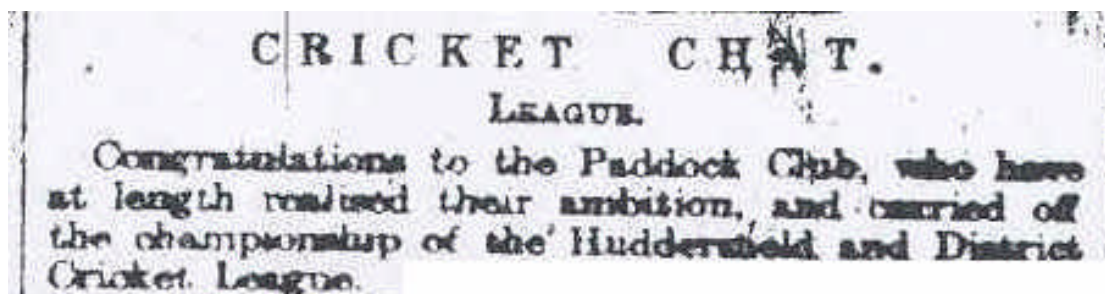 CRICKET CHAT.
LEAGUE.
Congratulations to the Paddock Club, who have
at length realised their ambition, and carried off
the championship of the Huddersfield and District
Cricket League.